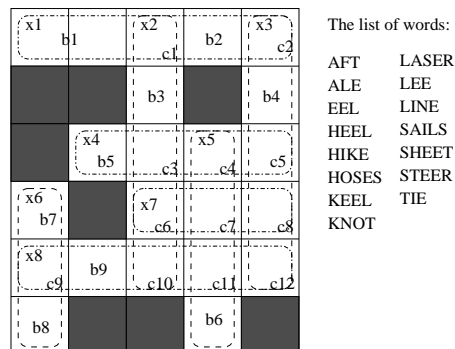 x1 b1 x2 c1 b2 x3 c2
b3 b4
x4 b5 c3 x5 c4 c5
x6 b7 x7 c6 c7 c8
x8 c9 b9 c10 c11 c12
b8 b6
The list of words:
AFT LASER
ALE LEE
EEL LINE
HEEL SAILS
HIKE SHEET
HOSES STEER
KEEL TIE
KNOT